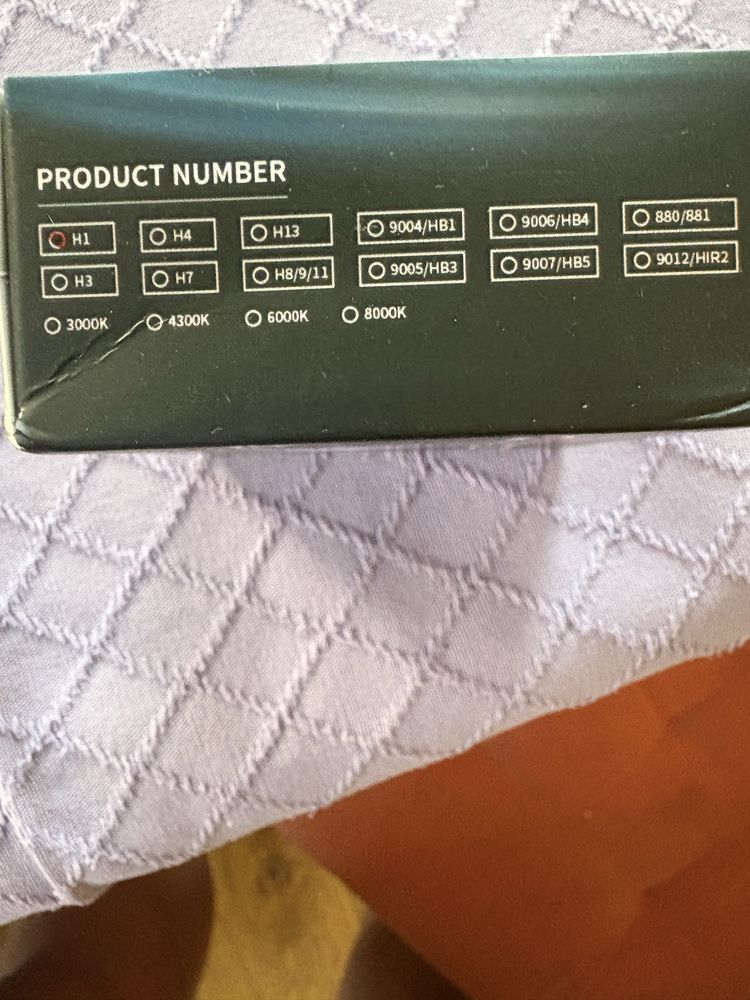 PRODUCT NUMBER
H1 H4 H13 9004/HB1 9006/HB4 880/881
H3 H7 H8/9/11 9005/HB3 9007/HB5 9012/HIR2
3000K 4300K 6000K 8000K